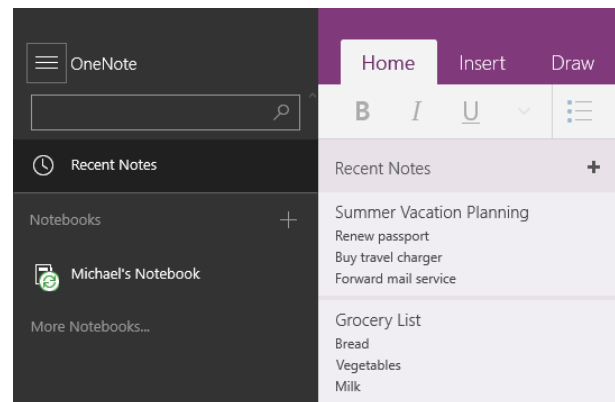 OneNote
Recent Notes
Notebooks
Michael's Notebook
More Notebooks...
Home Insert Draw
B I U
Recent Notes
Summer Vacation Planning
Renew passport
Buy travel charger
Forward mail service
Grocery List
Bread
Vegetables
Milk